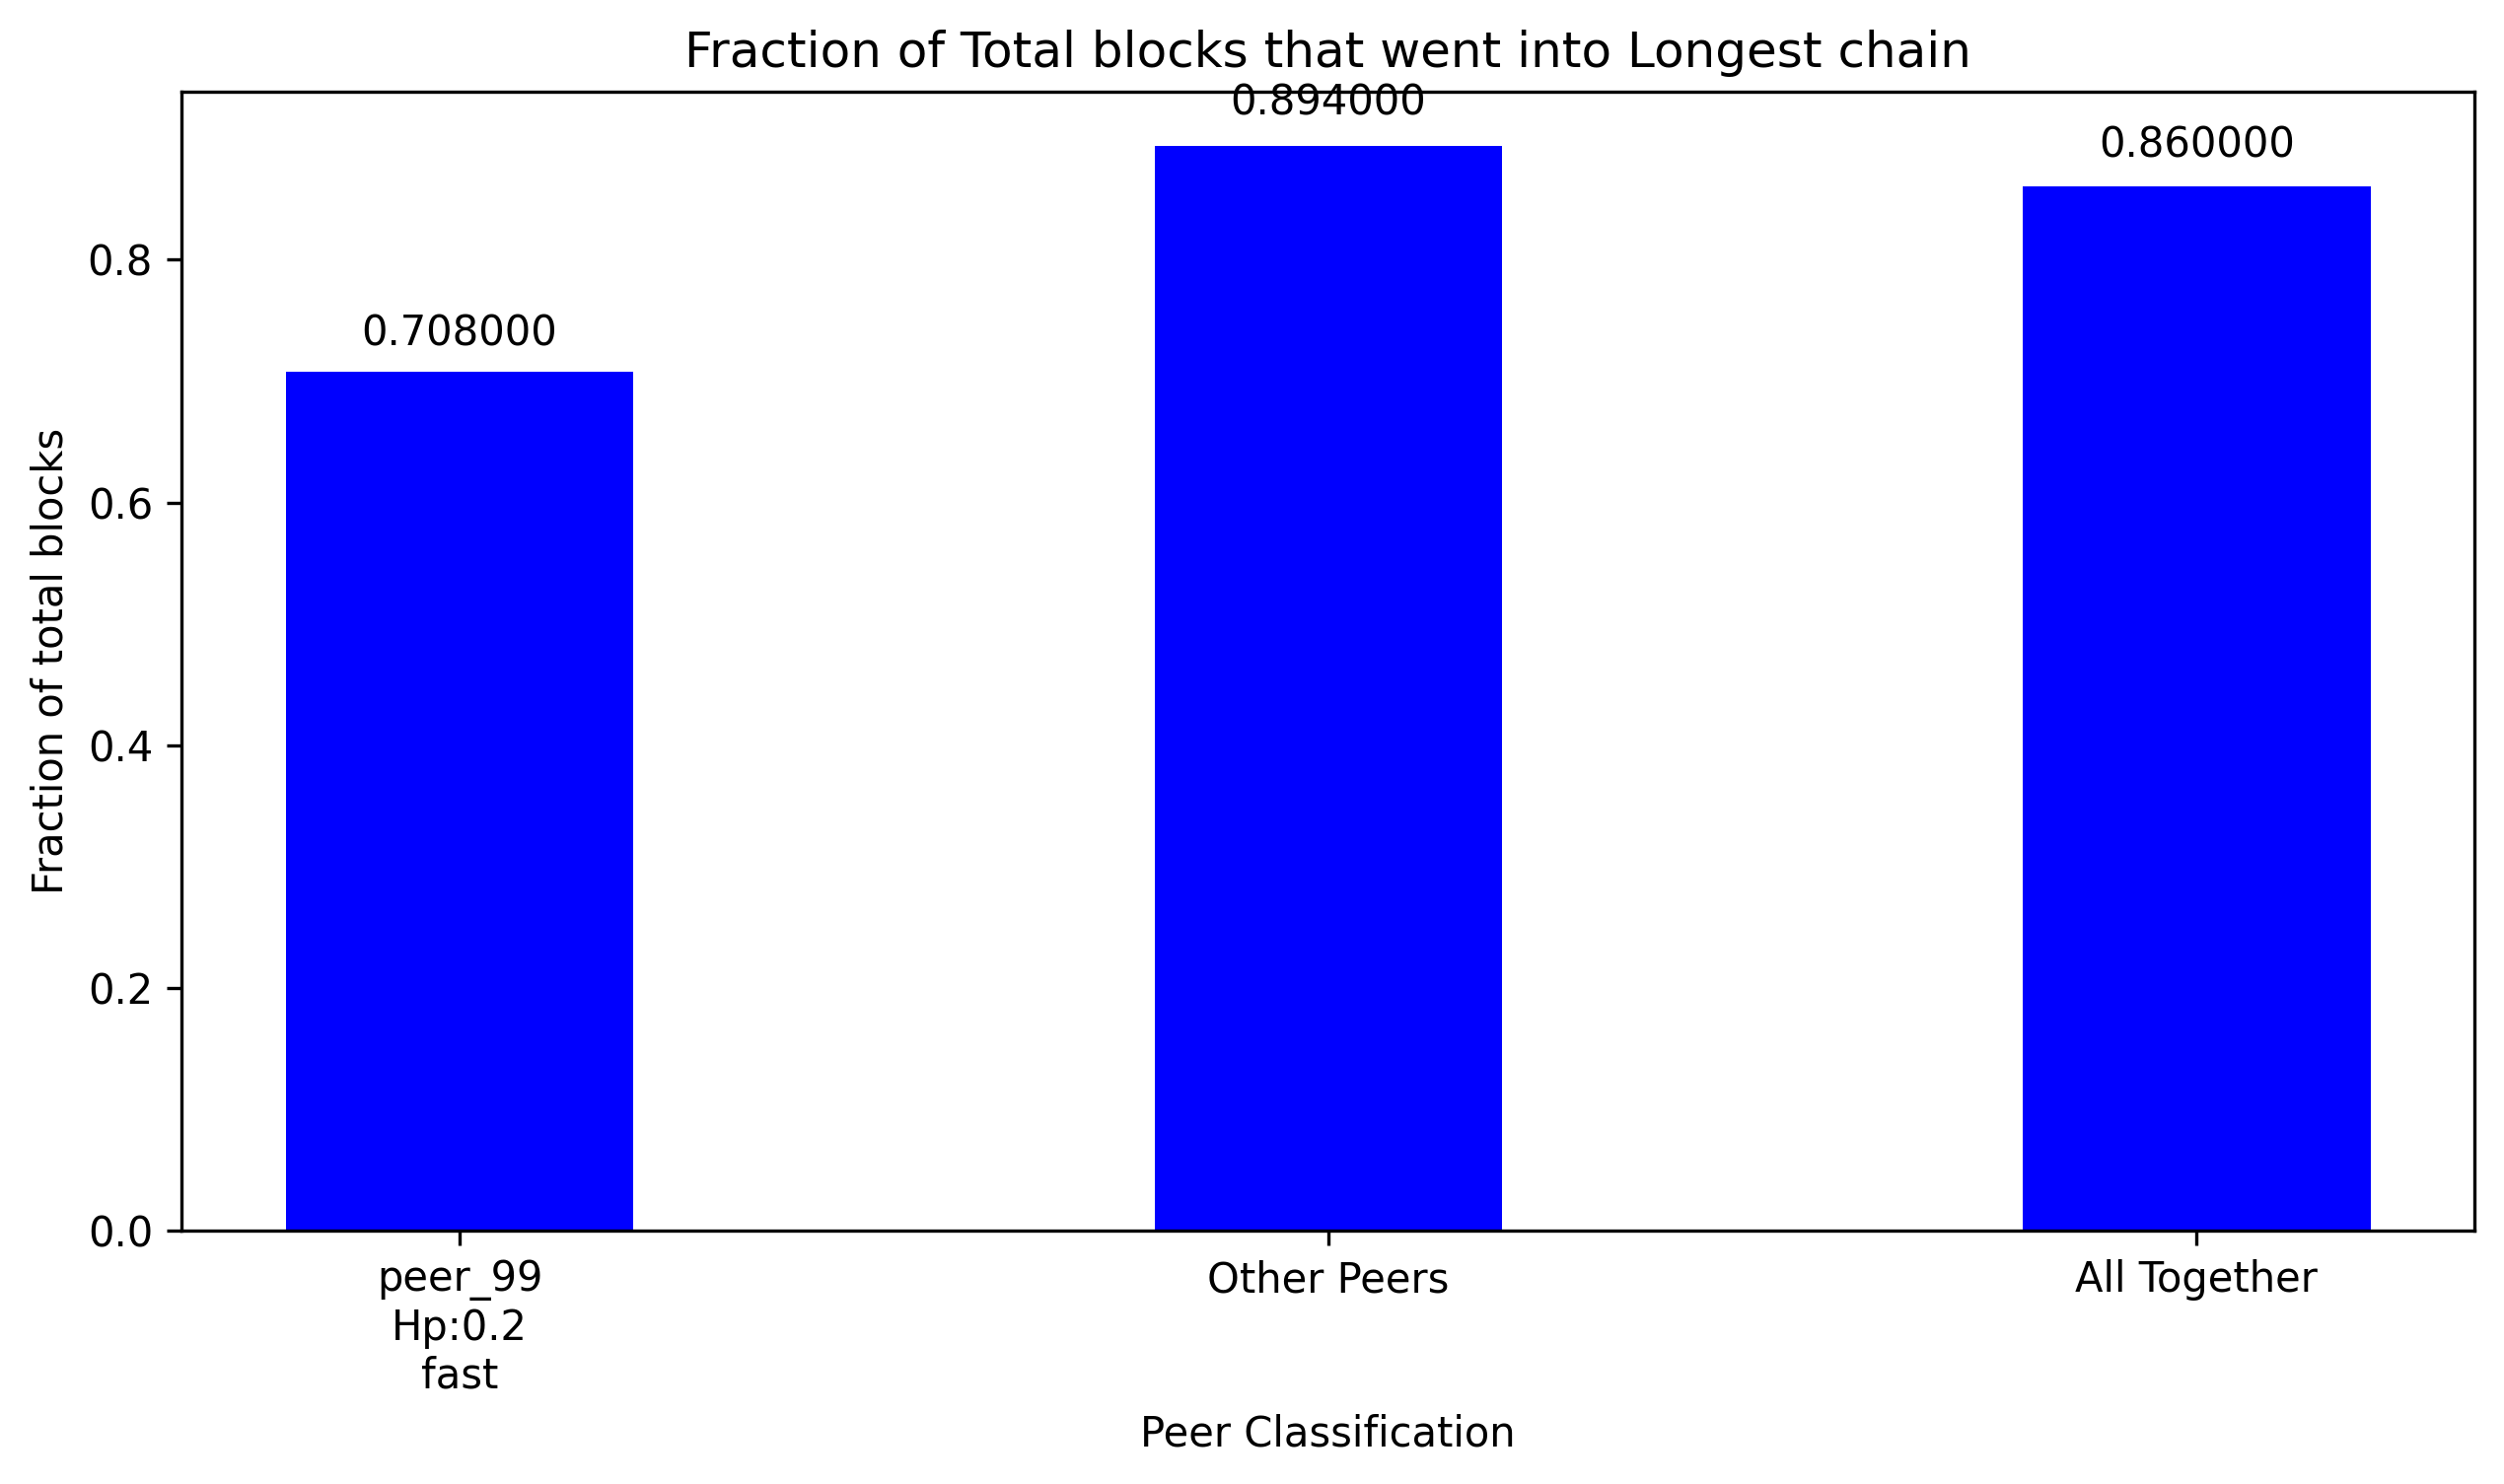 Fraction of Total blocks that went into Longest chain
0.894000
0.860000
0.708000
Fraction of total blocks
0.8
0.6
0.4
0.2
0.0
peer_99
Hp:0.2
fast
Other Peers
All Together
Peer Classification